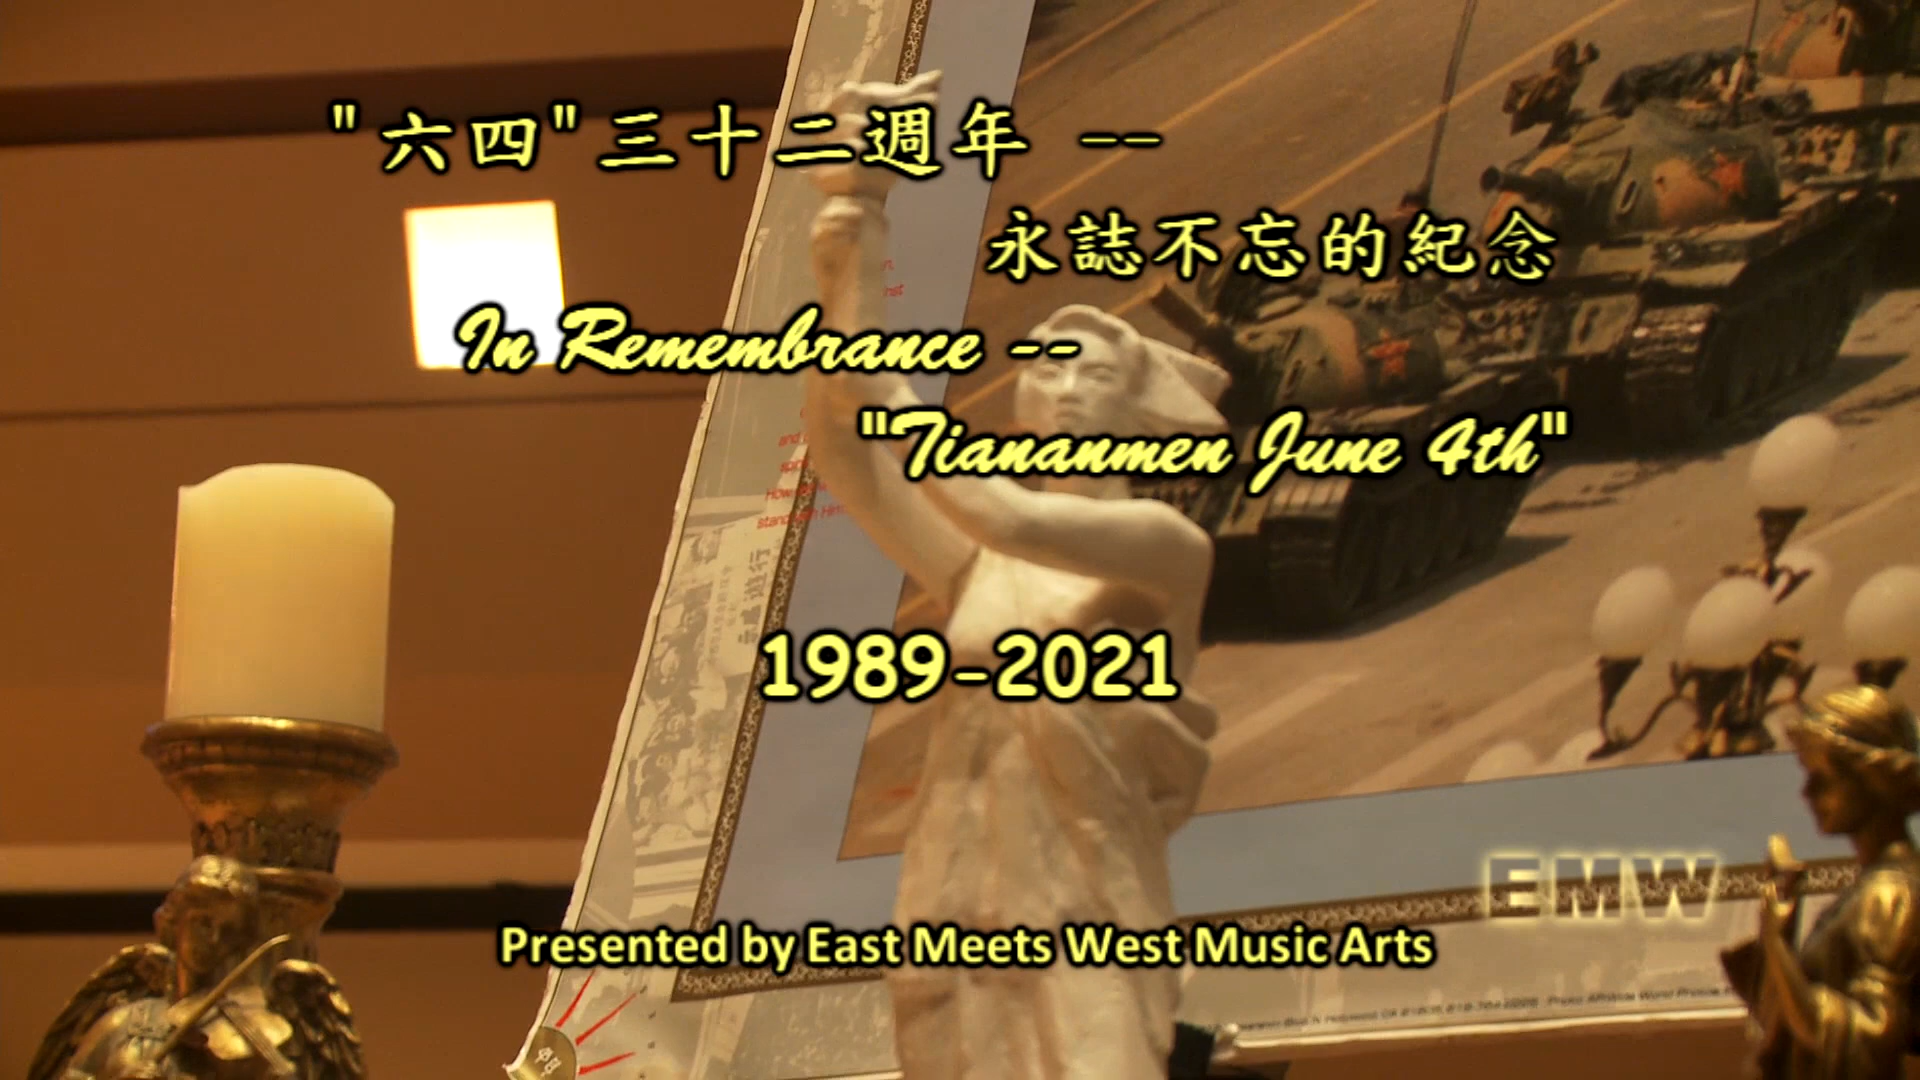 "六四"三十二週年 --
永誌不忘的紀念
In Remembrance --
"Tiananmen June 4th"
1989-2021
EMW
Presented by East Meets West Music Arts